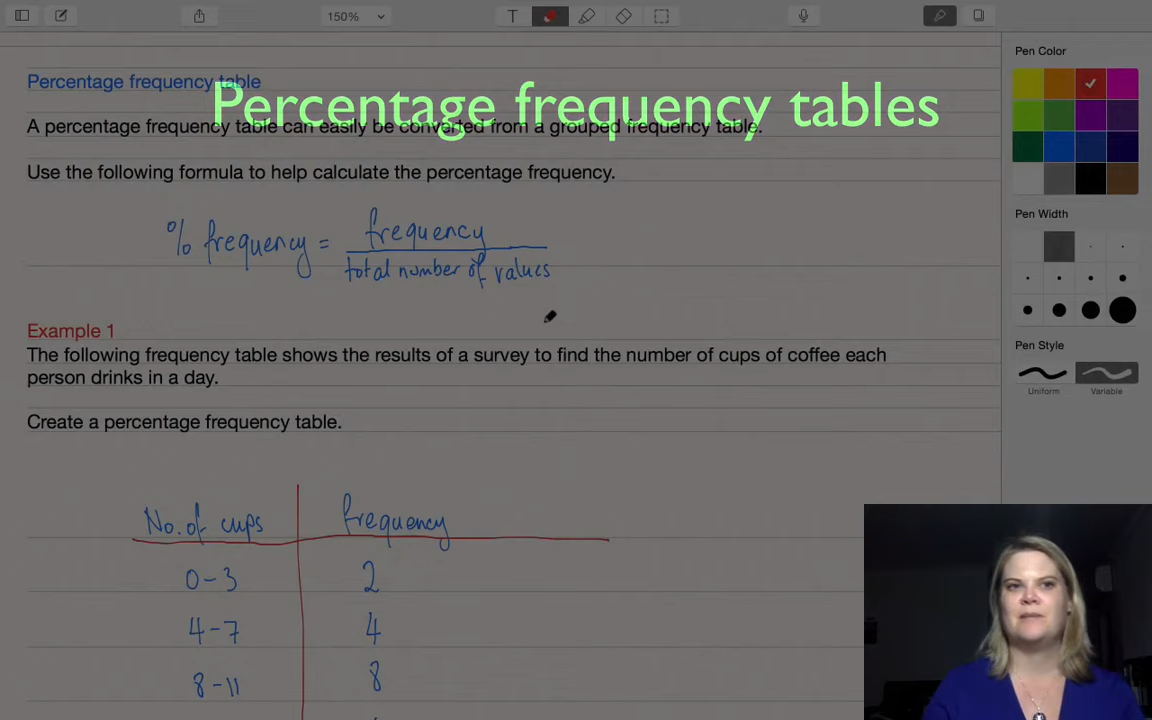 150%
T
Percentage frequency table
Percentage frequency tables
A percentage frequency table can easily be converted from a grouped frequency table.
Use the following formula to help calculate the percentage frequency.
% frequency = frequency
total number of values
Example 1
The following frequency table shows the results of a survey to find the number of cups of coffee each
person drinks in a day.
Create a percentage frequency table.
No. of cups frequency
0-3 2
4-7 4
8-11 8
Pen Color
Pen Width
Pen Style
Uniform Variable